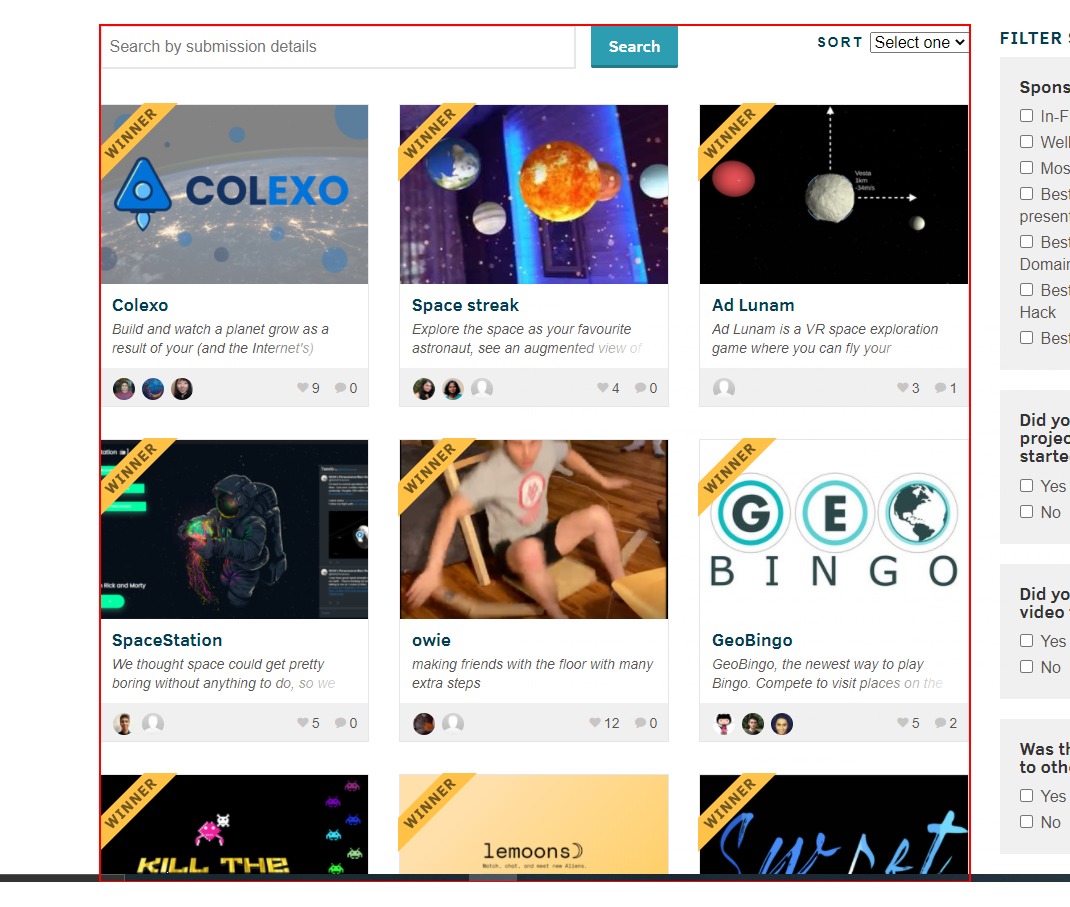 Search by submission details
Search
SORT
Select one
FILTER
WINNER
COLEXO
Colexo
Build and watch a planet grow as a
result of your (and the Internet's)
9
0
WINNER
Space streak
Explore the space as your favourite
astronaut, see an augmented view of
4
0
WINNER
Vesta
1km
-34m/s
Ad Lunam
Ad Lunam is a VR space exploration
game where you can fly your
3
1
WINNER
Rick and Morty
SpaceStation
We thought space could get pretty
boring without anything to do, so we
5
0
WINNER
owie
making friends with the floor with many
extra steps
12
0
WINNER
GEO
BINGO
GeoBingo
GeoBingo, the newest way to play
Bingo. Compete to visit places on the
5
2
WINNER
KILL THE
WINNER
lemoons
Watch, chat, and meet new Aliens.
WINNER
Spons
In-F
Well
Mos
Best
present
Best
Domain
Best
Hack
Best
Did yo
projec
starte
Yes
No
Did yo
video
Yes
No
Was th
to oth
Yes
No